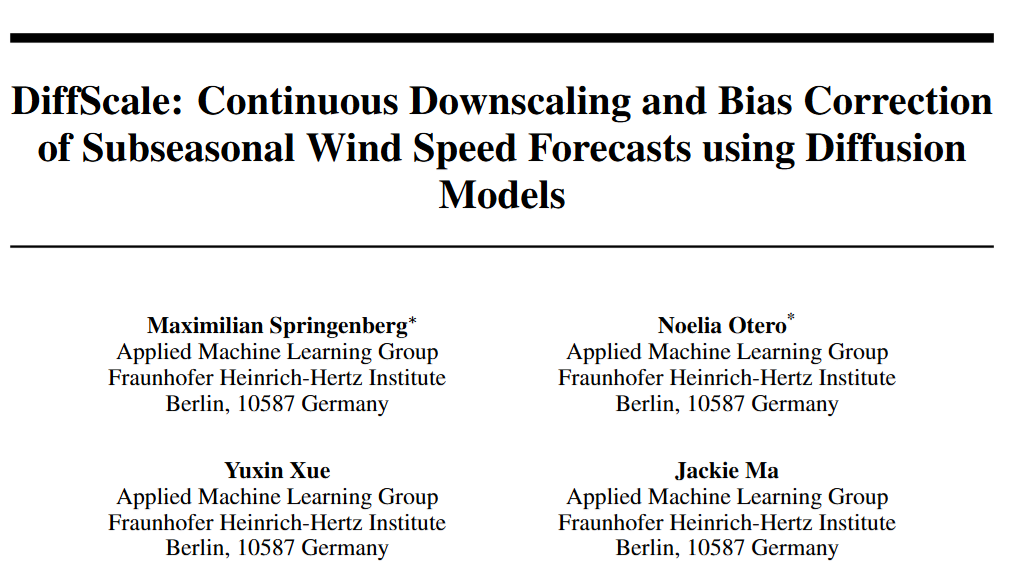 DiffScale: Continuous Downscaling and Bias Correction
of Subseasonal Wind Speed Forecasts using Diffusion
Models
Maximilian Springenberg*
Applied Machine Learning Group
Fraunhofer Heinrich-Hertz Institute
Berlin, 10587 Germany
Noelia Otero*
Applied Machine Learning Group
Fraunhofer Heinrich-Hertz Institute
Berlin, 10587 Germany
Yuxin Xue
Applied Machine Learning Group
Fraunhofer Heinrich-Hertz Institute
Berlin, 10587 Germany
Jackie Ma
Applied Machine Learning Group
Fraunhofer Heinrich-Hertz Institute
Berlin, 10587 Germany